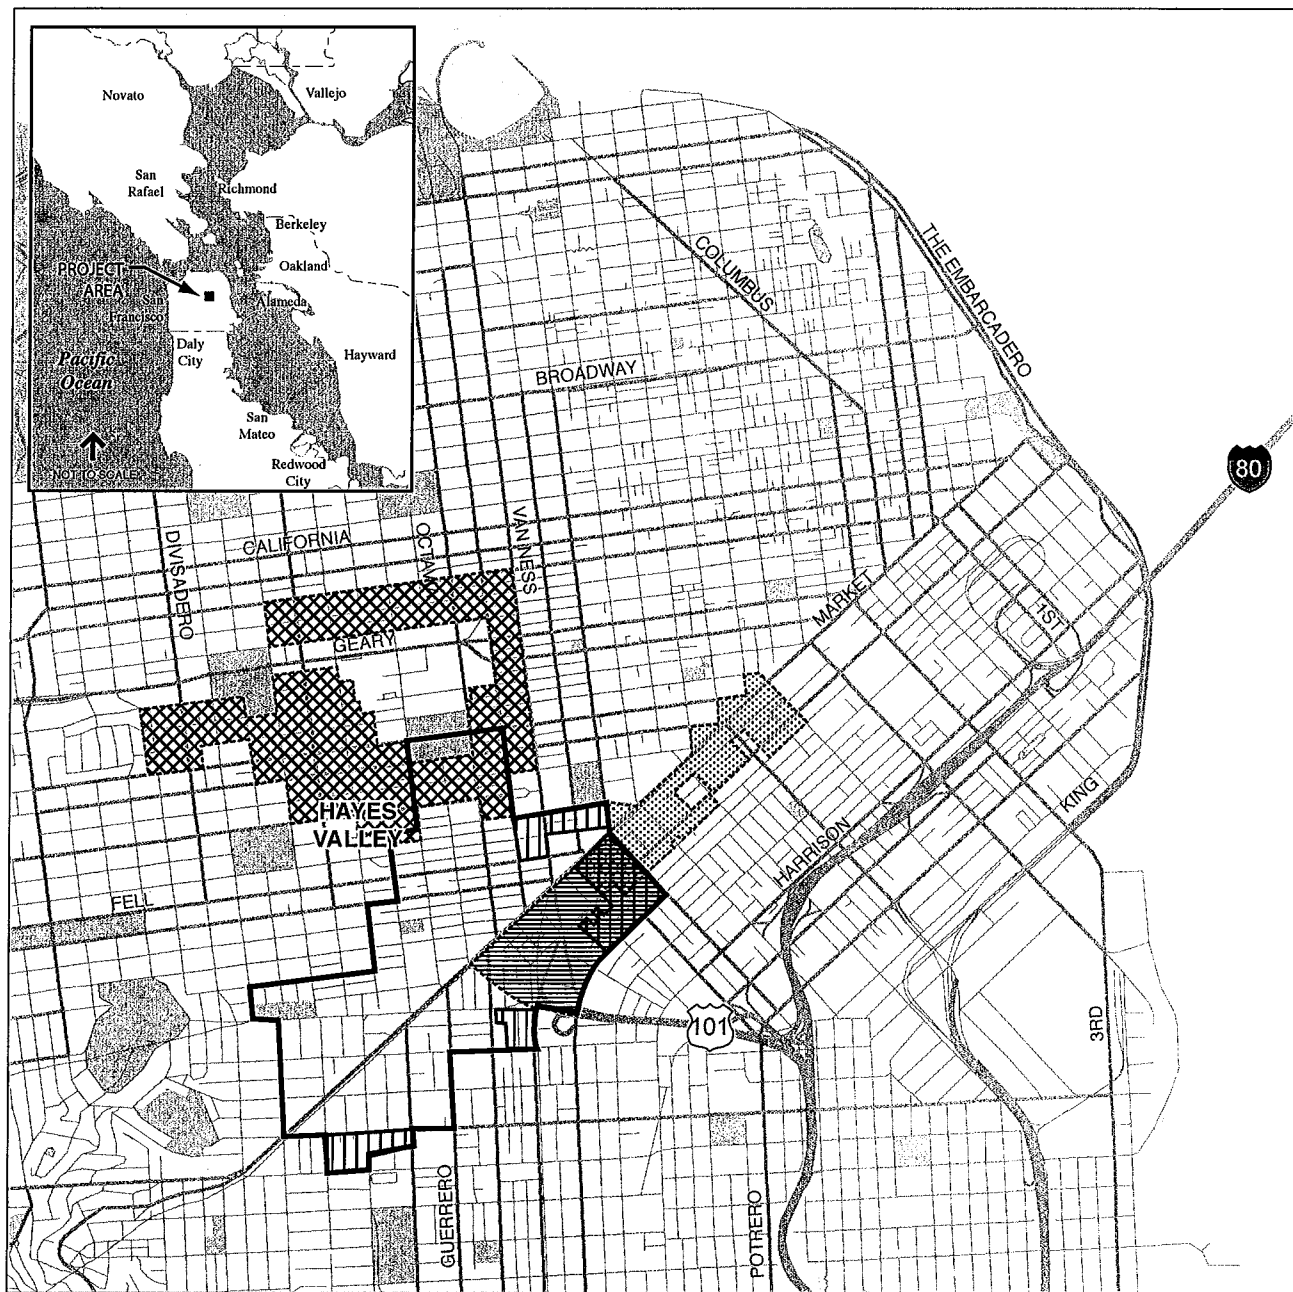 Novato
Vallejo
San
Rafael
Richmond
Berkeley
PROJECT
AREA
Oakland
San
Francisco
Alameda
Daly
City
Hayward
Pacific
Ocean
San
Mateo
NOT TO SCALE
Redwood
City
COLUMBUS
THE EMBARCADERO
BROADWAY
80
DIVISADERO
CALIFORNIA
OCTAVIA
VAN NESS
MARKET
1ST
GEARY
HAYES
VALLEY
HARRISON
KING
FELL
101
3RD
GUERRERO
POTRERO